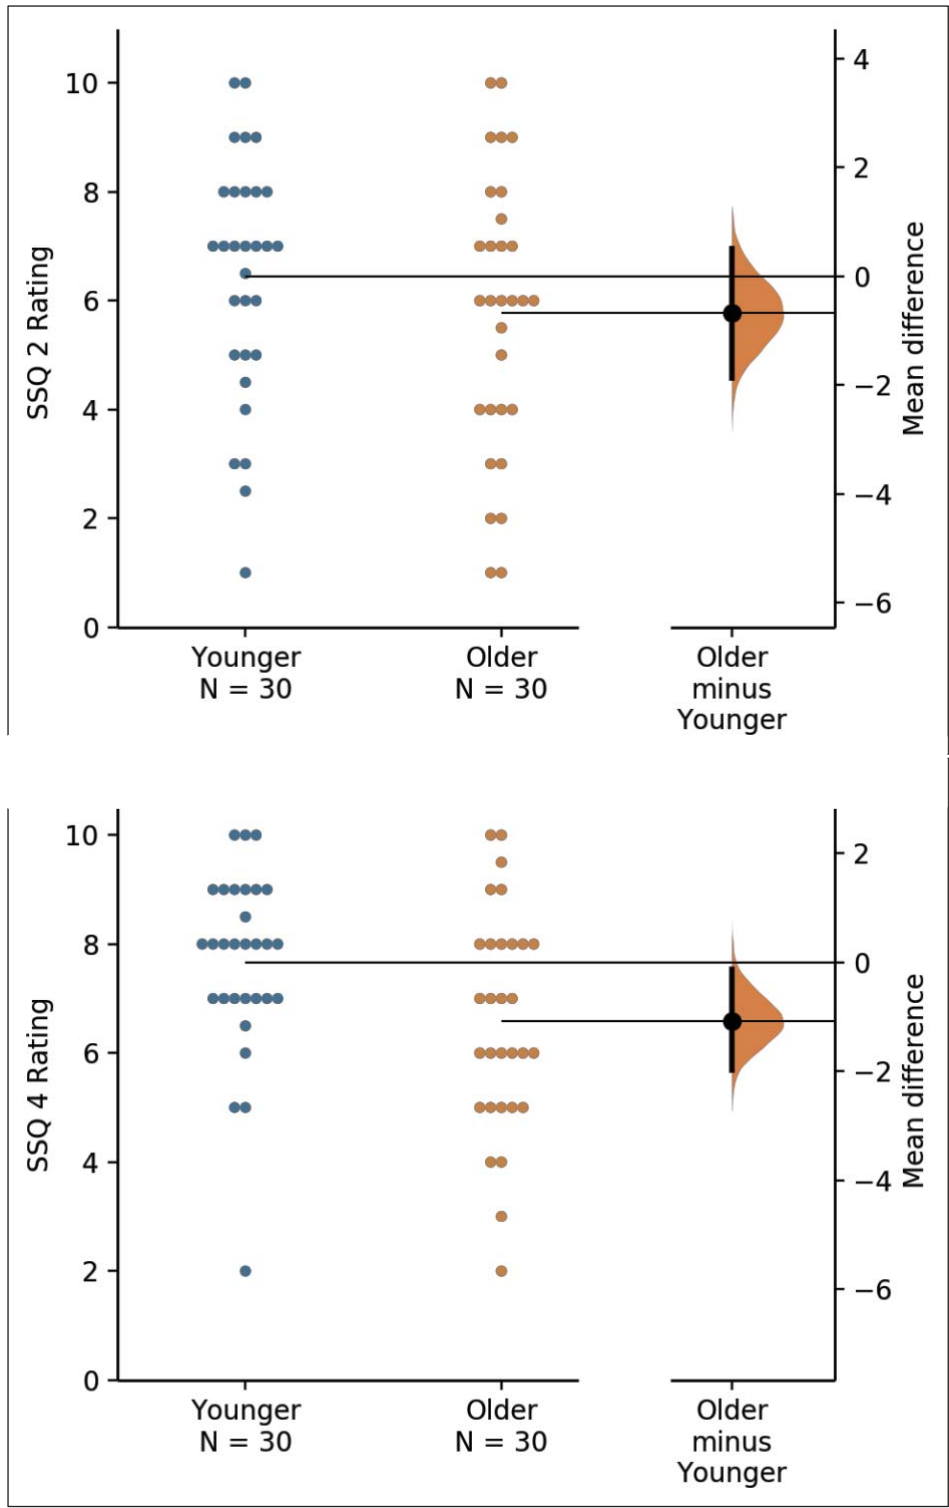 SSQ 2 Rating
10
8
6
4
2
0
Younger
N = 30
Older
N = 30
Older
minus
Younger
4
2
0
−2
−4
−6
Mean difference
SSQ 4 Rating
10
8
6
4
2
0
Younger
N = 30
Older
N = 30
Older
minus
Younger
2
0
−2
−4
−6
Mean difference